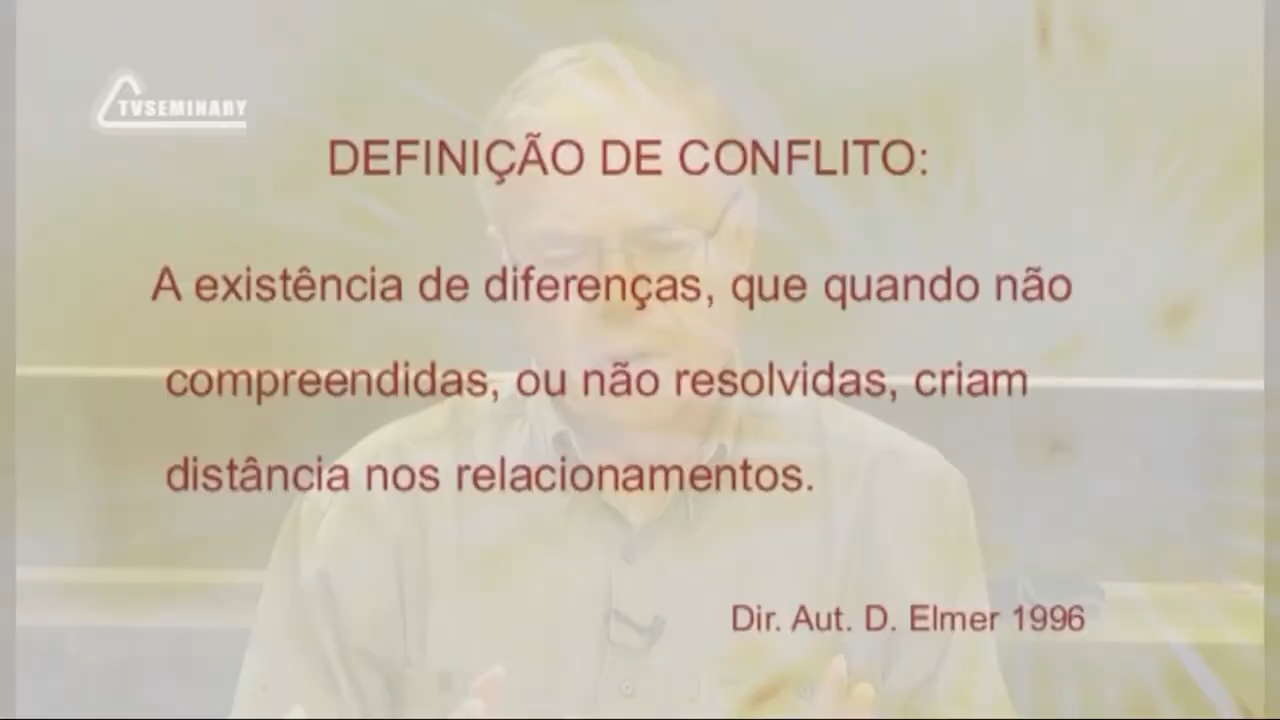 TVSEMINARY
DEFINIÇÃO DE CONFLITO:
A existência de diferenças, que quando não
compreendidas, ou não resolvidas, criam
distância nos relacionamentos.
Dir. Aut. D. Elmer 1996